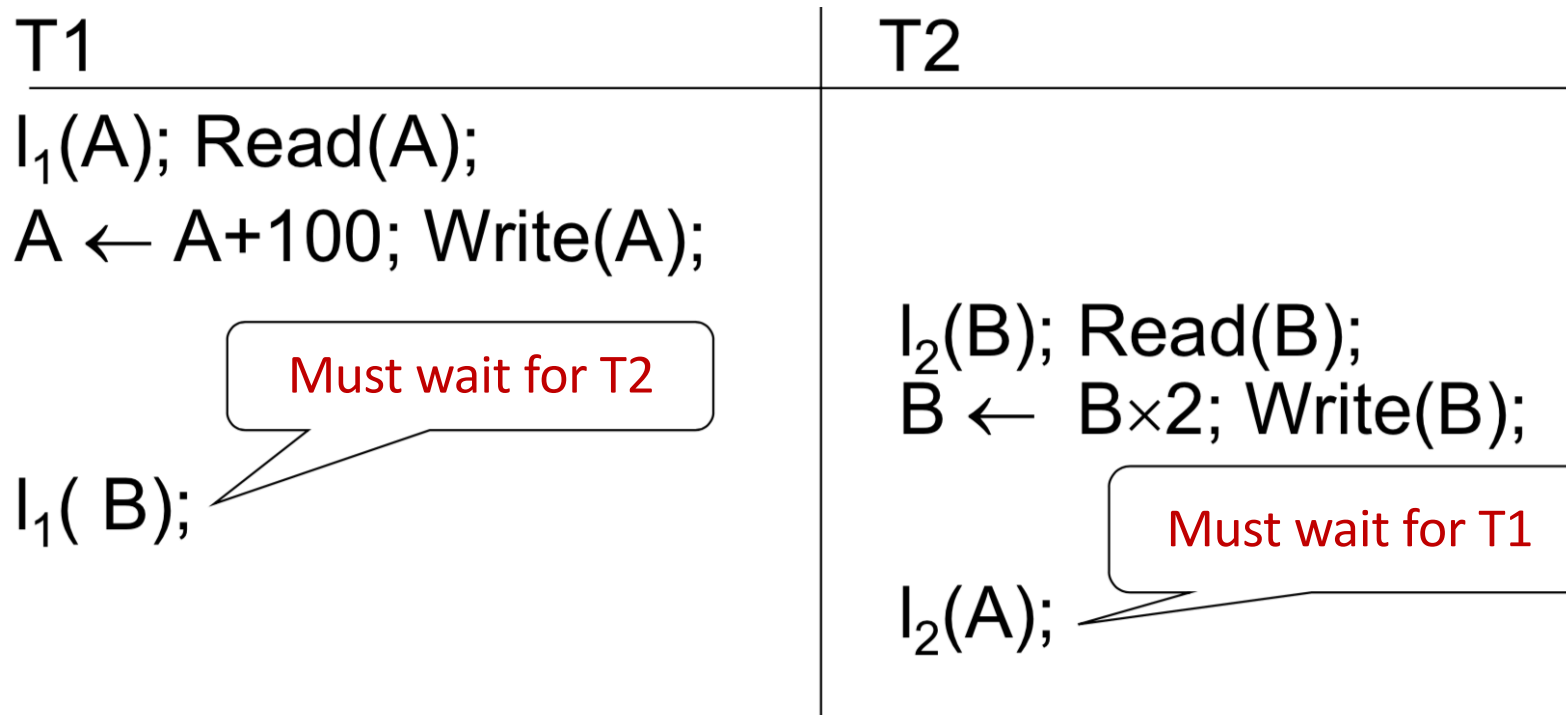 T1
T2
l₁(A); Read(A);
A ← A+100; Write(A);
l₂(B); Read(B);
B ← B×2; Write(B);
Must wait for T2
l₁( B);
Must wait for T1
l₂(A);